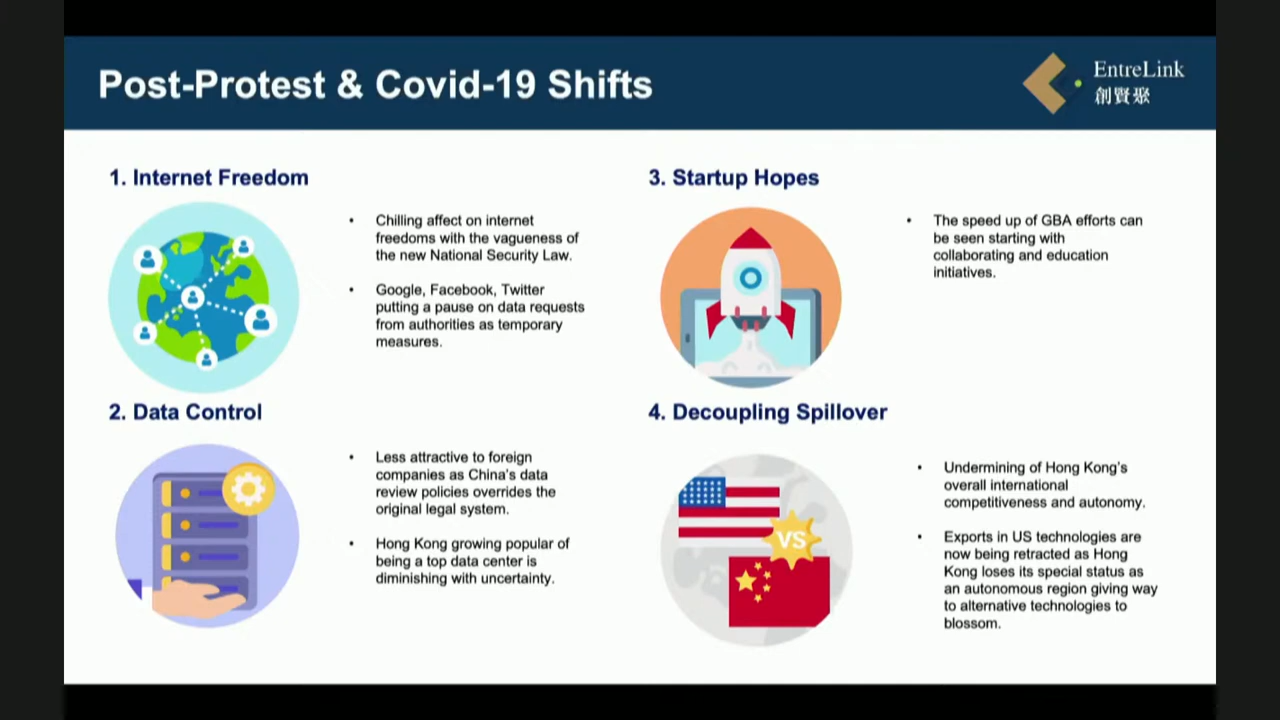 Post-Protest & Covid-19 Shifts
EntreLink
創賢聚
1. Internet Freedom
• Chilling affect on internet
freedoms with the vagueness of
the new National Security Law.
• Google, Facebook, Twitter
putting a pause on data requests
from authorities as temporary
measures.
2. Data Control
• Less attractive to foreign
companies as China's data
review policies overrides the
original legal system.
• Hong Kong growing popular of
being a top data center is
diminishing with uncertainty.
3. Startup Hopes
• The speed up of GBA efforts can
be seen starting with
collaborating and education
initiatives.
4. Decoupling Spillover
VS
• Undermining of Hong Kong's
overall international
competitiveness and autonomy.
• Exports in US technologies are
now being retracted as Hong
Kong loses its special status as
an autonomous region giving way
to alternative technologies to
blossom.